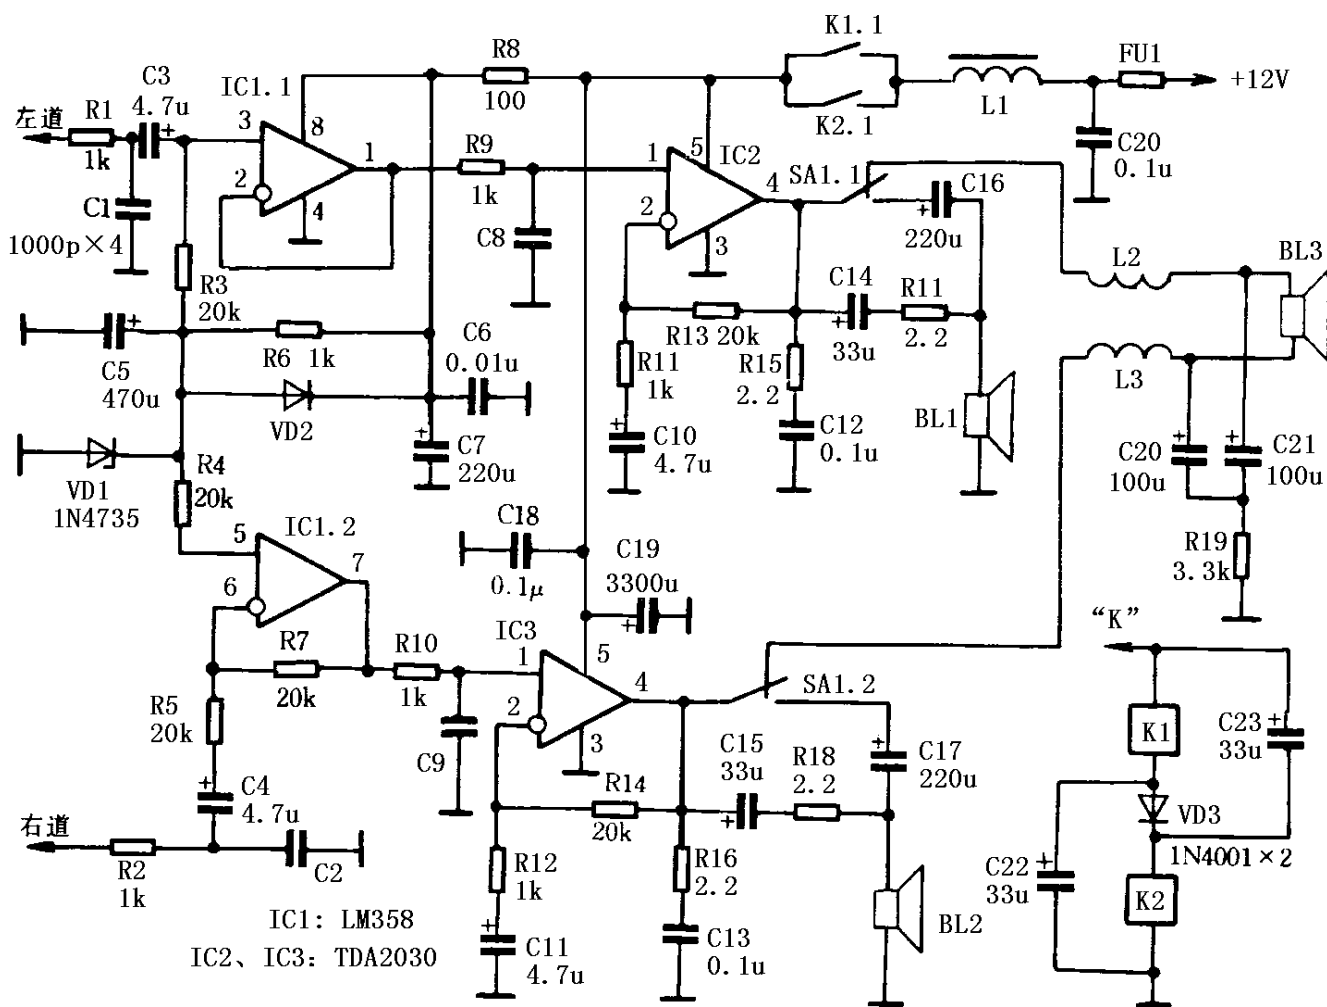 K1.1
R8
FU1
C3
IC1.1
+12V
4.7u
100
L1
R1
+
3
8
K2.1
左道
C20
1k
2
1
R9
1
5
IC2
0.1u
C1
4
1k
2
4
SA1.1
C16
1000p×4
C8
3
+
220u
L2
BL3
R3
C14
R11
20k
+
C6
R13 20k
+
2.2
C5
R6 1k
0.01u
R11
33u
L3
470u
1k
R15
2.2
VD2
+
C7
+
C10
C12
BL1
+
+
C21
R4
220u
4.7u
0.1u
C20
100u
VD1
20k
100u
1N4735
IC1.2
C18
5
7
C19
R19
6
0.1μ
3300u
3.3k
+
“K”
R7
R10
IC3
1
5
4
SA1.2
20k
1k
2
R5
3
K1
C23
+
20k
C9
C15
R18
+
C17
33u
+
C4
R14
33u
2.2
220u
4.7u
20k
+
VD3
右道
R12
R16
+
1N4001×2
R2
C2
1k
2.2
C22
1k
33u
K2
IC1: LM358
+
C11
C13
BL2
IC2、IC3: TDA2030
4.7u
0.1u